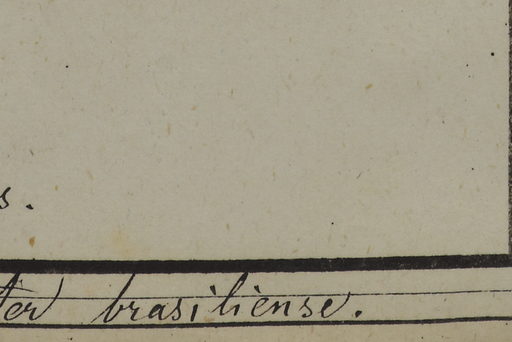 s.
ter brasiliense.